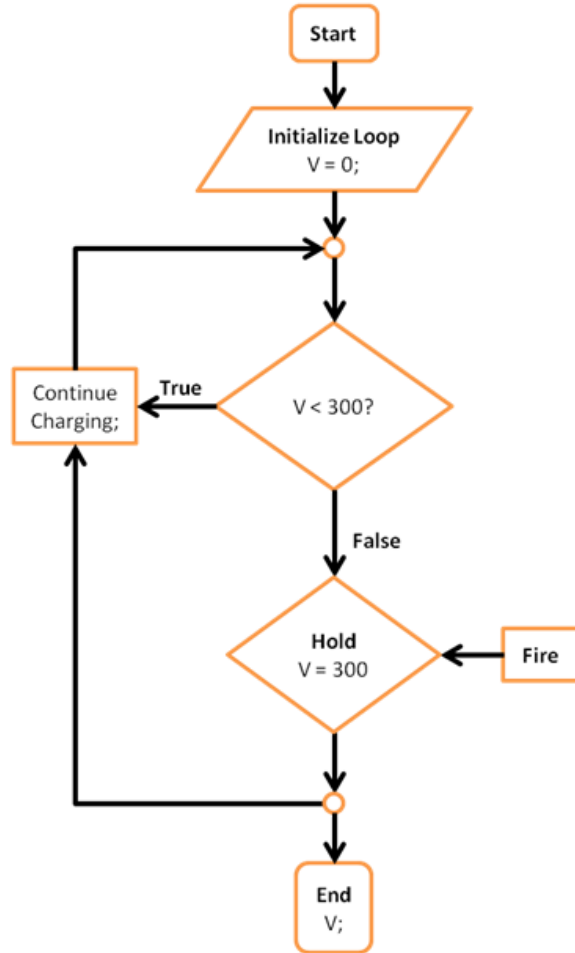 Start
Initialize Loop
V = 0;
True
Continue
Charging;
V < 300?
False
Hold
V = 300
Fire
End
V;